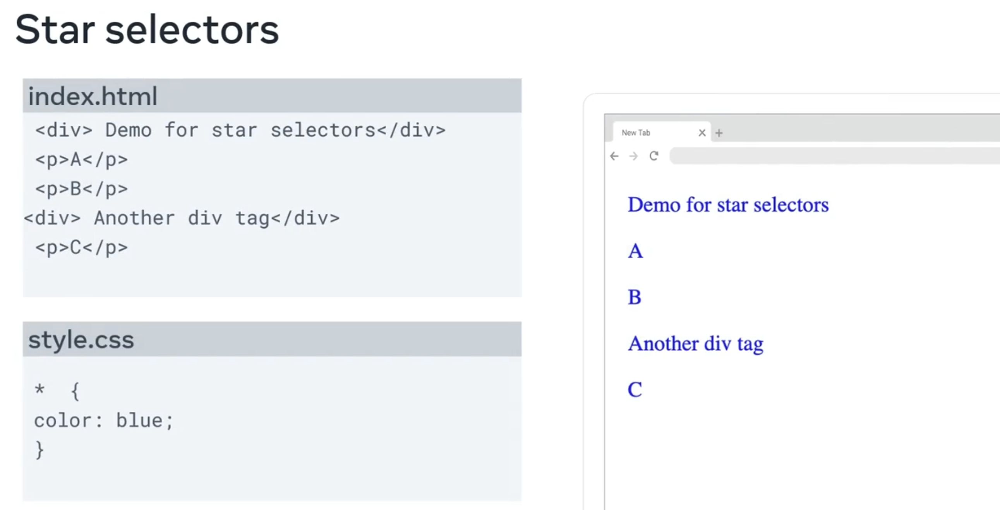 Star selectors
index.html
<div> Demo for star selectors</div>
<p>A</p>
<p>B</p>
<div> Another div tag</div>
<p>C</p>
style.css
* {
color: blue;
}
New Tab
Demo for star selectors
A
B
Another div tag
C